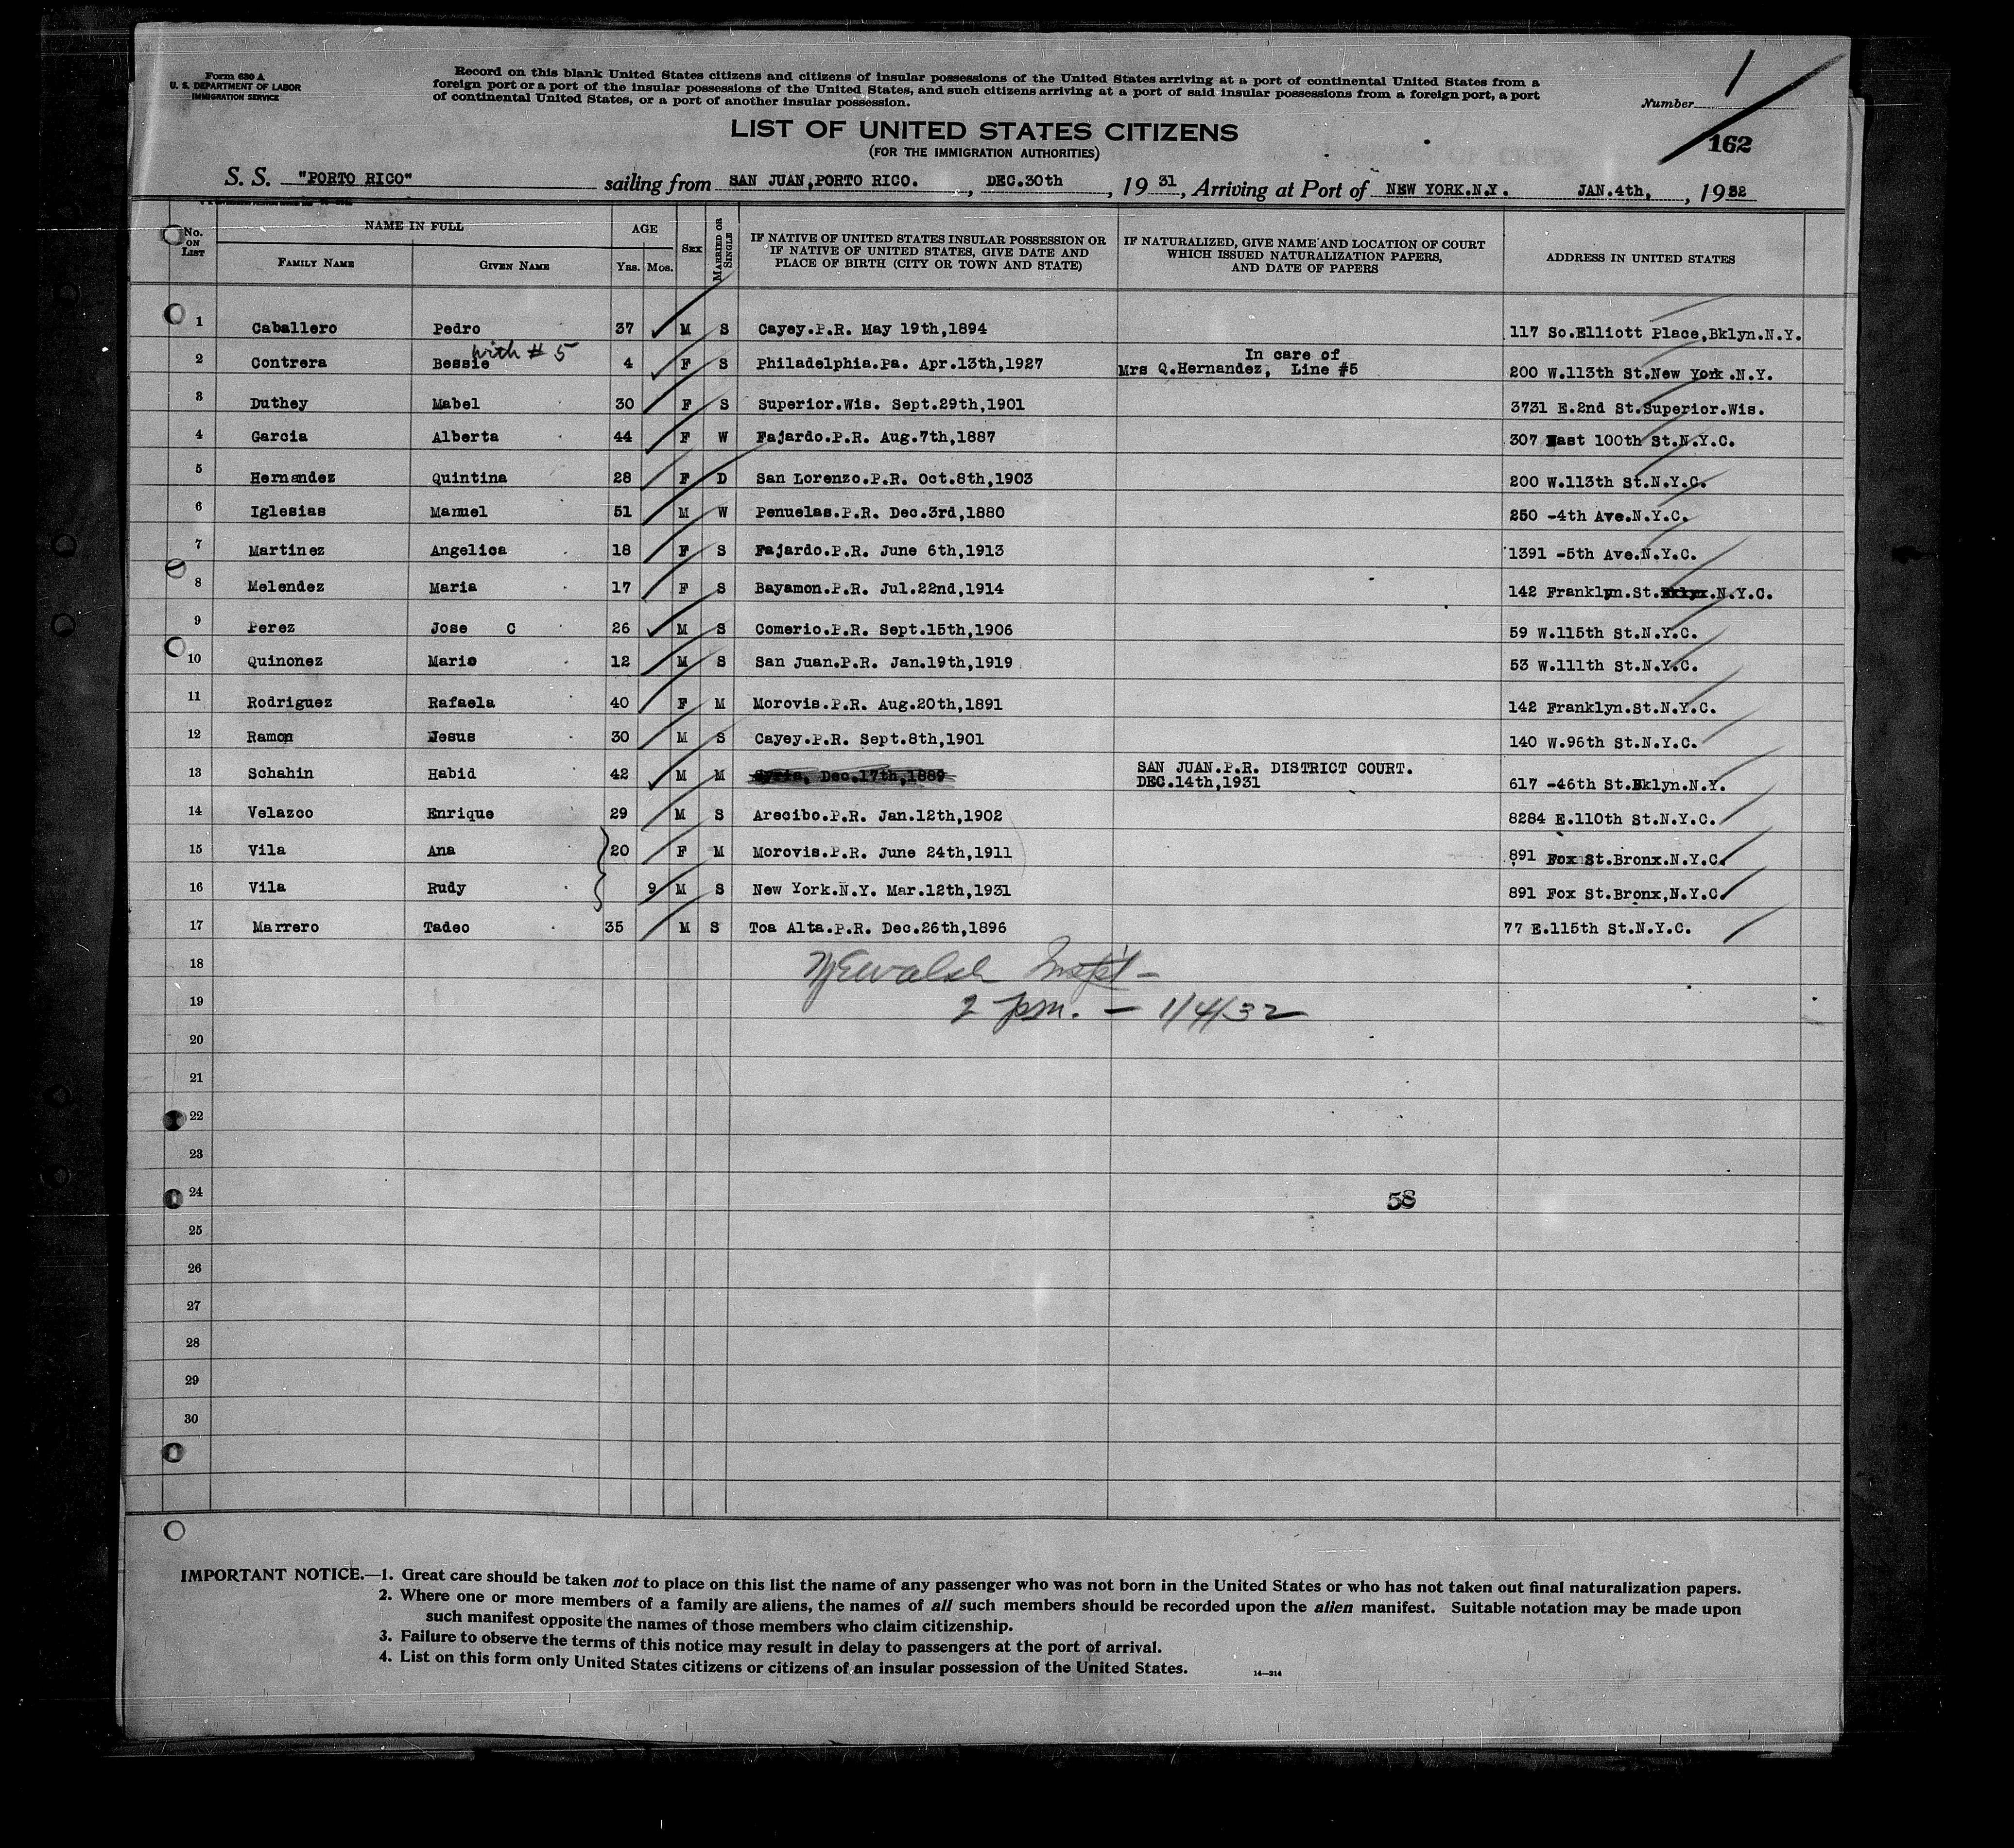 Form 630 A
U. S. DEPARTMENT OF LABOR
IMMIGRATION SERVICE
Record on this blank United States citizens and citizens of insular possessions of the United States arriving at a port of continental United States from a
foreign port or a port of the insular possessions of the United States, and such citizens arriving at a port of said insular possessions from a foreign port, a port
of continental United States, or a port of another insular possession.
Number 1
162
LIST OF UNITED STATES CITIZENS
(FOR THE IMMIGRATION AUTHORITIES)
S. S. "PORTO RICO" sailing from SAN JUAN,PORTO RICO. , DEC.30th , 19 31 , Arriving at Port of NEW YORK.N.Y. JAN.4th, , 1932
No. ON LIST NAME IN FULL AGE SEX MARRIED OR SINGLE IF NATIVE OF UNITED STATES INSULAR POSSESSION OR IF NATIVE OF UNITED STATES, GIVE DATE AND PLACE OF BIRTH (CITY OR TOWN AND STATE) IF NATURALIZED, GIVE NAME AND LOCATION OF COURT WHICH ISSUED NATURALIZATION PAPERS, AND DATE OF PAPERS ADDRESS IN UNITED STATES
FAMILY NAME GIVEN NAME YRS. MOS.
1 Caballero Pedro 37 M S Cayey.P.R. May 19th,1894 117 So.Elliott Place,Bklyn.N.Y.
with # 5
2 Contrera Bessie 4 F S Philadelphia.Pa. Apr.13th,1927 In care of Mrs Q.Hernandez, Line #5 200 W.113th St.New York .N.Y.
3 Duthey Mabel 30 F S Superior.Wis. Sept.29th,1901 3731 E.2nd St.Superior.Wis.
4 Garcia Alberta 44 F W Fajardo.P.R. Aug.7th,1887 307 East 100th St.N.Y.C.
5 Hernandez Quintina 28 F D San Lorenzo.P.R. Oct.8th,1903 200 W.113th St.N.Y.C.
6 Iglesias Manuel 51 M W Penuelas.P.R. Dec.3rd,1880 250 -4th Ave.N.Y.C.
7 Martinez Angelica 18 F S Fajardo.P.R. June 6th,1913 1391 -5th Ave.N.Y.C.
8 Melendez Maria 17 F S Bayamon.P.R. Jul.22nd,1914 142 Franklyn.St.Bklyn.N.Y.C.
9 Perez Jose C 26 M S Comerio.P.R. Sept.15th,1906 59 W.115th St.N.Y.C.
10 Quinonez Mario 12 M S San Juan.P.R. Jan.19th,1919 53 W.111th St.N.Y.C.
11 Rodriguez Rafaela 40 F M Morovis.P.R. Aug.20th,1891 142 Franklyn.St.N.Y.C.
12 Ramon Jesus 30 M S Cayey.P.R. Sept.8th,1901 140 W.96th St.N.Y.C.
13 Schahin Habid 42 M M Syria, Dec.17th,1889 SAN JUAN.P.R. DISTRICT COURT. DEC.14th,1931 617 -46th St.Bklyn.N.Y.
14 Velazco Enrique 29 M S Arecibo.P.R. Jan.12th,1902 8284 E.110th St.N.Y.C.
15 Vila Ana 20 F M Morovis.P.R. June 24th,1911 891 Fox St.Bronx.N.Y.C.
16 Vila Rudy 9 M S New York.N.Y. Mar.12th,1931 891 Fox St.Bronx,N.Y.C.
17 Marrero Tadeo 35 M S Toa Alta.P.R. Dec.26th,1896 77 E.115th St.N.Y.C.
18 Walsh Inspt -
19 2 pm. - 1/4/32
20
21
22
23
24 58
25
26
27
28
29
30
IMPORTANT NOTICE.—1. Great care should be taken not to place on this list the name of any passenger who was not born in the United States or who has not taken out final naturalization papers.
2. Where one or more members of a family are aliens, the names of all such members should be recorded upon the alien manifest. Suitable notation may be made upon
such manifest opposite the names of those members who claim citizenship.
3. Failure to observe the terms of this notice may result in delay to passengers at the port of arrival.
4. List on this form only United States citizens or citizens of an insular possession of the United States.
14—214